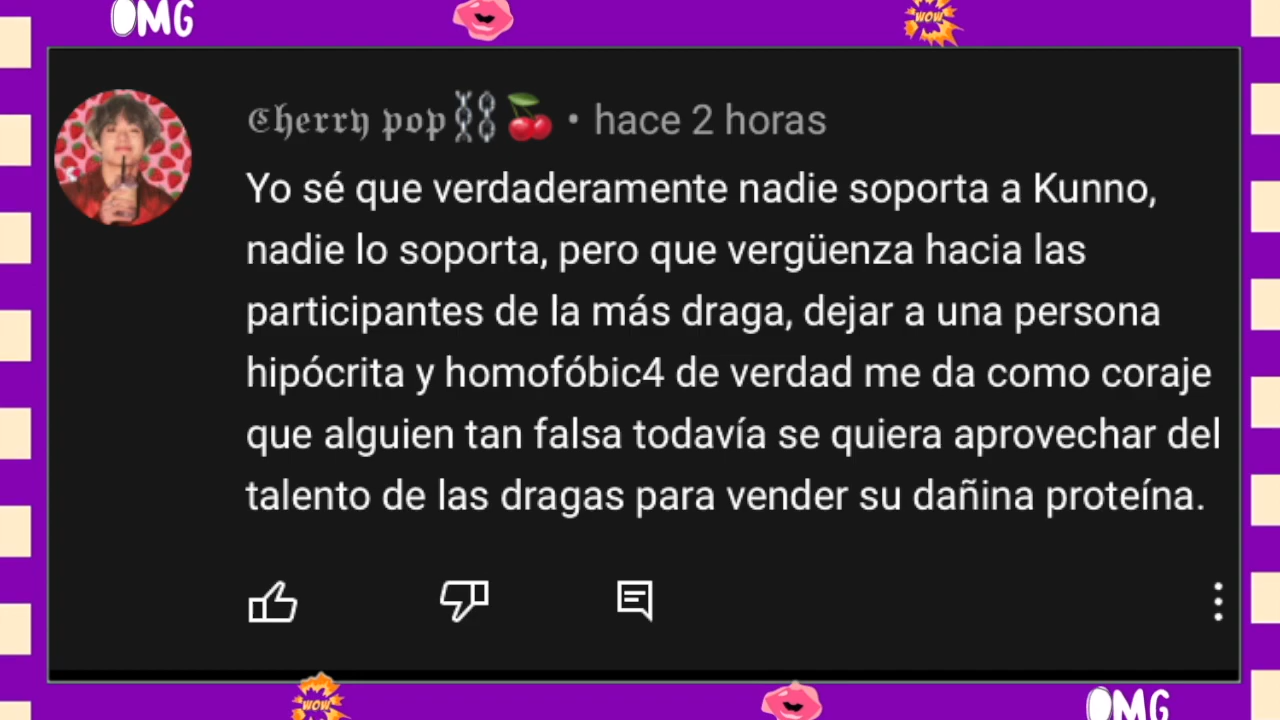 OMG
WOW
Cherry pop⛓️🍒 • hace 2 horas
Yo sé que verdaderamente nadie soporta a Kunno,
nadie lo soporta, pero que vergüenza hacia las
participantes de la más draga, dejar a una persona
hipócrita y homofóbic4 de verdad me da como coraje
que alguien tan falsa todavía se quiera aprovechar del
talento de las dragas para vender su dañina proteína.
WOW
OMG